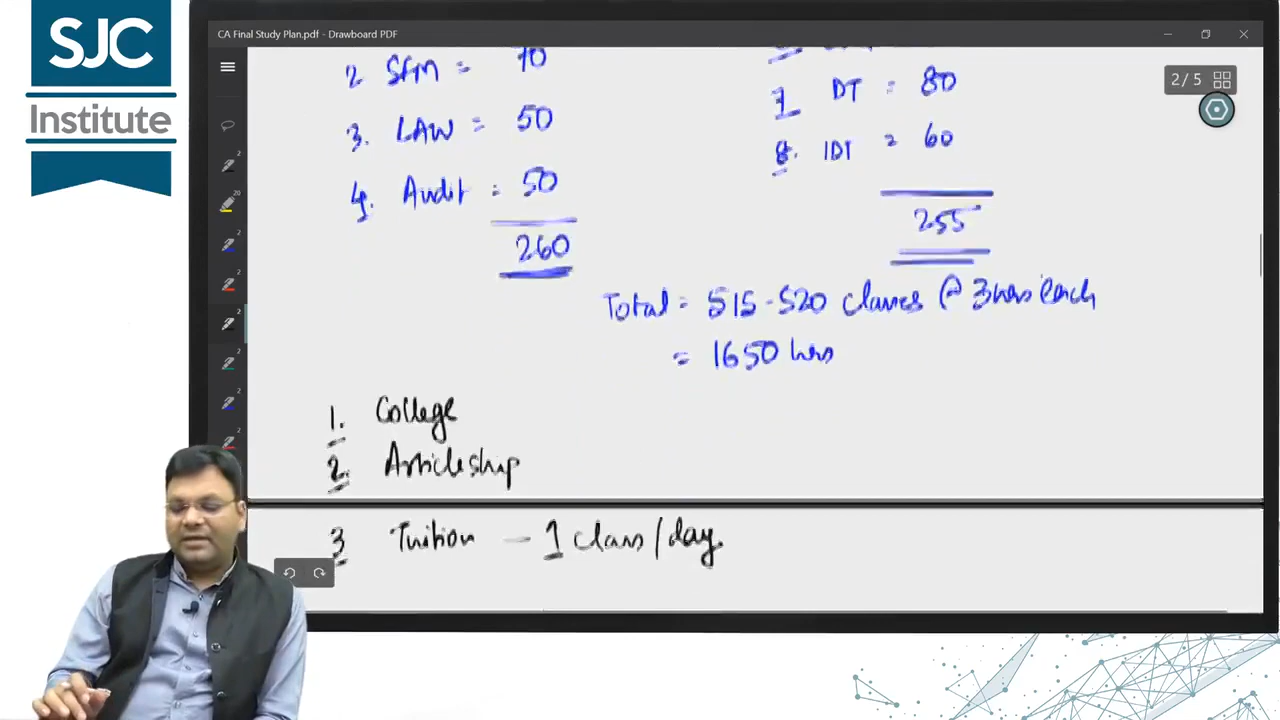 SJC
Institute
CA Final Study Plan.pdf - Drawboard PDF
2/5
2 SFM = 70
3. LAW = 50
4. Audit = 50
260
7 DT = 80
8. IDT = 60
255
Total = 515-520 classes @ 3hrs each
= 1650 hrs
1. College
2. Articleship
3 Tuition - 1 class/day.